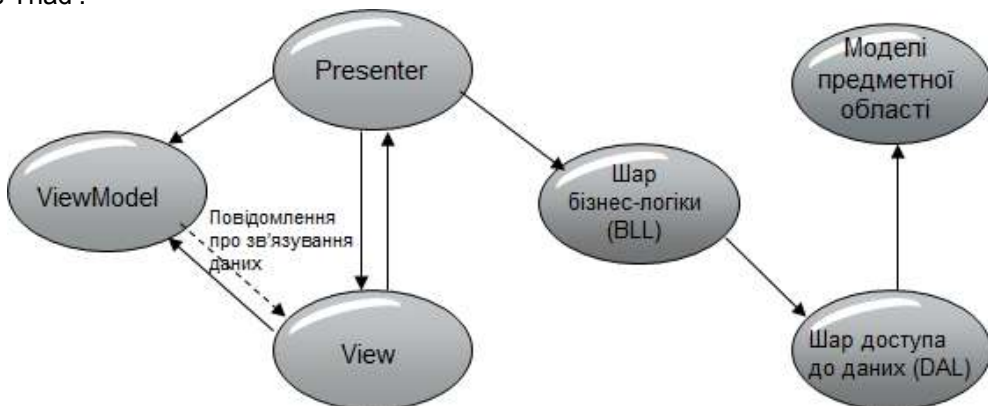 Presenter
Моделі
предметної
області
ViewModel
Шар
бізнес-логіки
(BLL)
Повідомлення
про зв'язування
даних
View
Шар доступа
до даних (DAL)